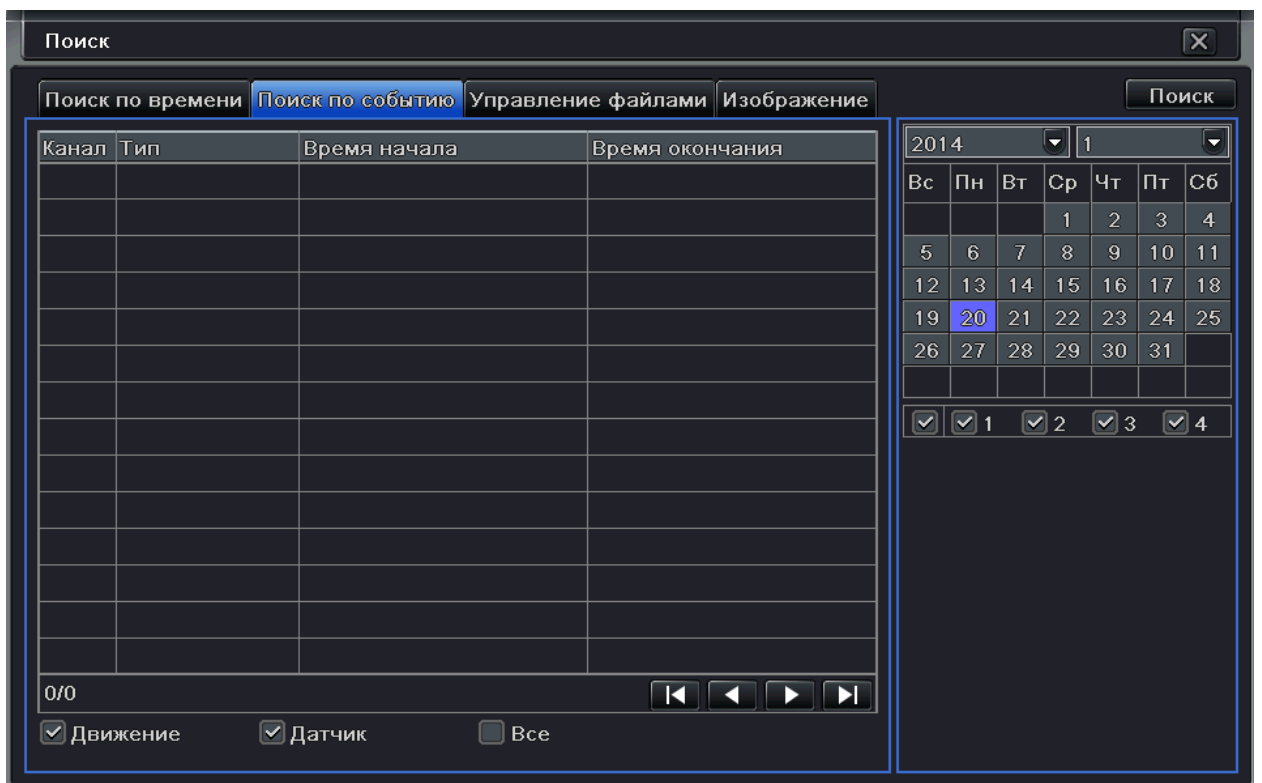 Поиск
Поиск по времени Поиск по событию Управление файлами Изображение Поиск
Канал Тип Время начала Время окончания
2014 1
Вс Пн Вт Ср Чт Пт Сб
1 2 3 4
5 6 7 8 9 10 11
12 13 14 15 16 17 18
19 20 21 22 23 24 25
26 27 28 29 30 31
1 2 3 4
0/0
Движение Датчик Все